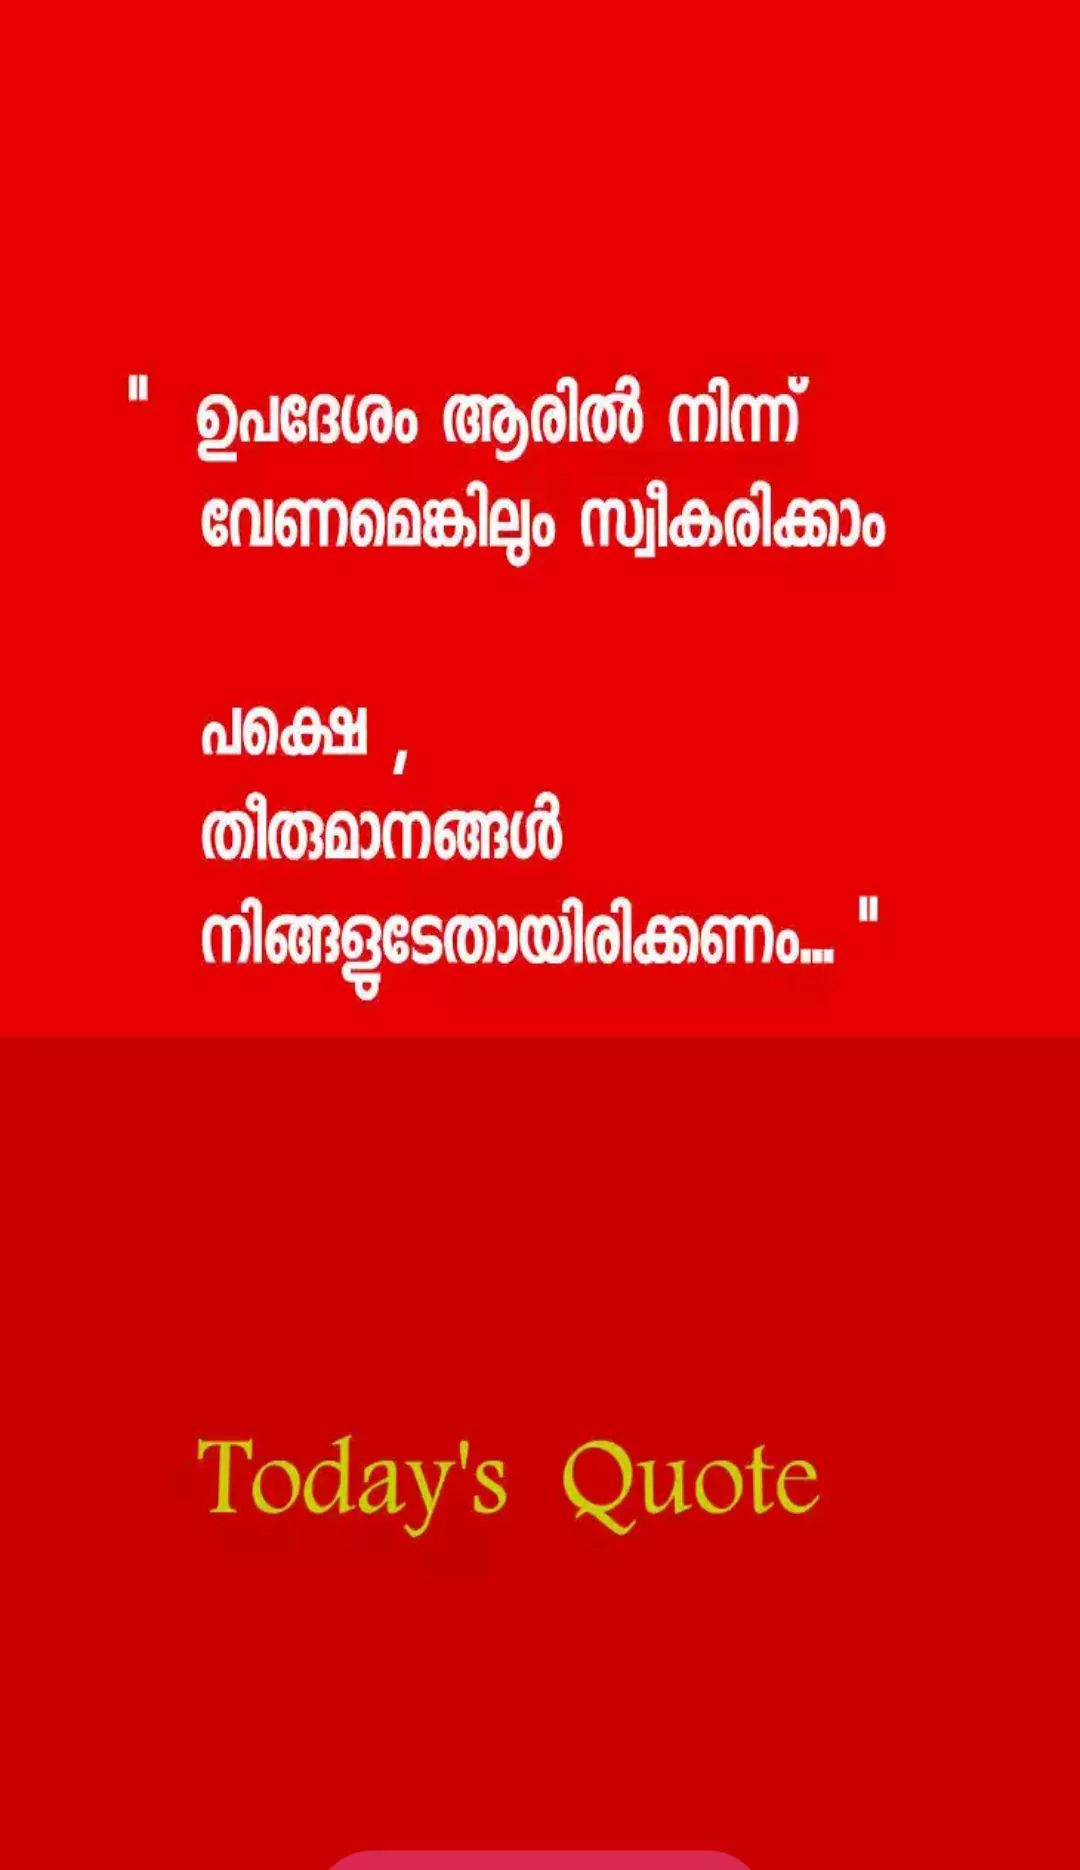 " ഉപദേശം ആരിൽ നിന്ന്
വേണമെങ്കിലും സ്വീകരിക്കാം
പക്ഷെ ,
തീരുമാനങ്ങൾ
നിങ്ങളുടേതായിരിക്കണം... "
Today's Quote